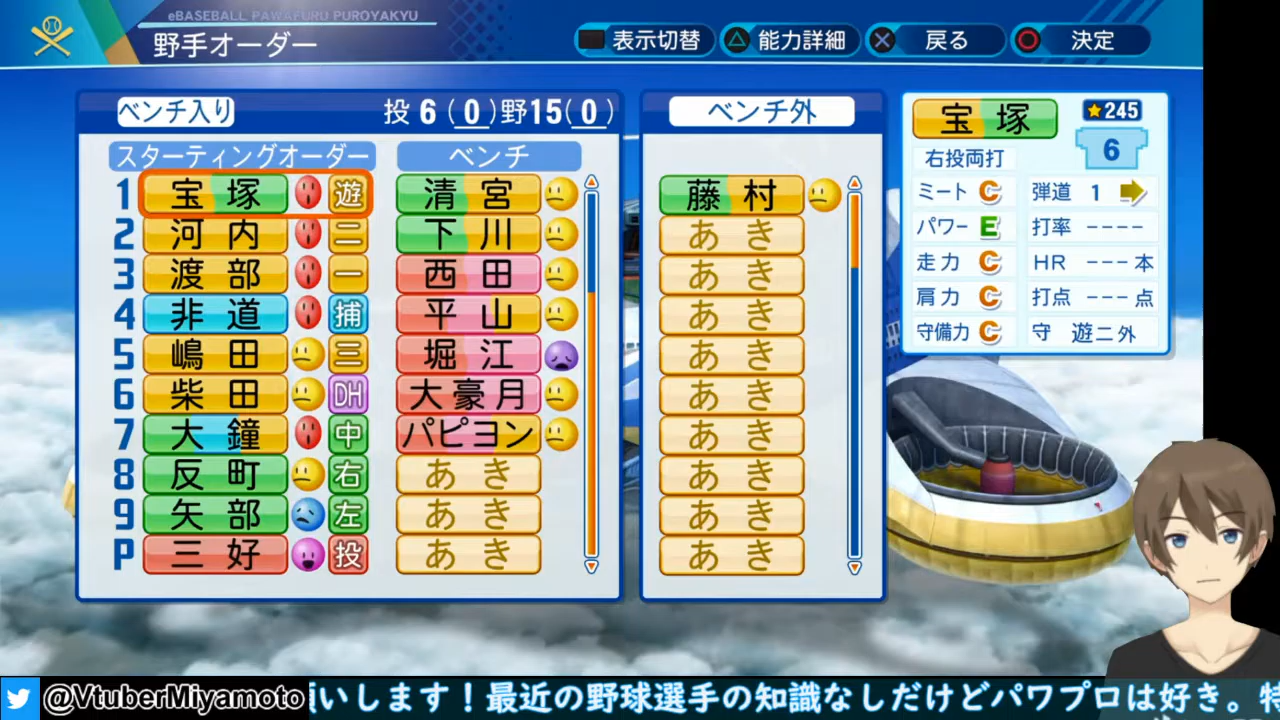 eBASEBALL PAWAFURU PUROYAKYU
野手オーダー
表示切替 能力詳細 戻る 決定
ベンチ入り 投 6 (0) 野15(0)
スターティングオーダー ベンチ
1 宝塚 遊
2 河内 二
3 渡部 一
4 非道 捕
5 嶋田 三
6 柴田 DH
7 大鐘 中
8 反町 右
9 矢部 左
P 三好 投
清宮
下川
西田
平山
堀江
大豪月
パピヨン
あき
あき
あき
ベンチ外
藤村
あき
あき
あき
あき
あき
あき
あき
あき
あき
宝塚 ★245
6
右投両打
ミート C 弾道 1
パワー E 打率 ----
走力 C HR ---本
肩力 C 打点 ---点
守備力 C 守 遊二外
@VtuberMiyamoto 願いします！最近の野球選手の知識なしだけどパワプロは好き。特